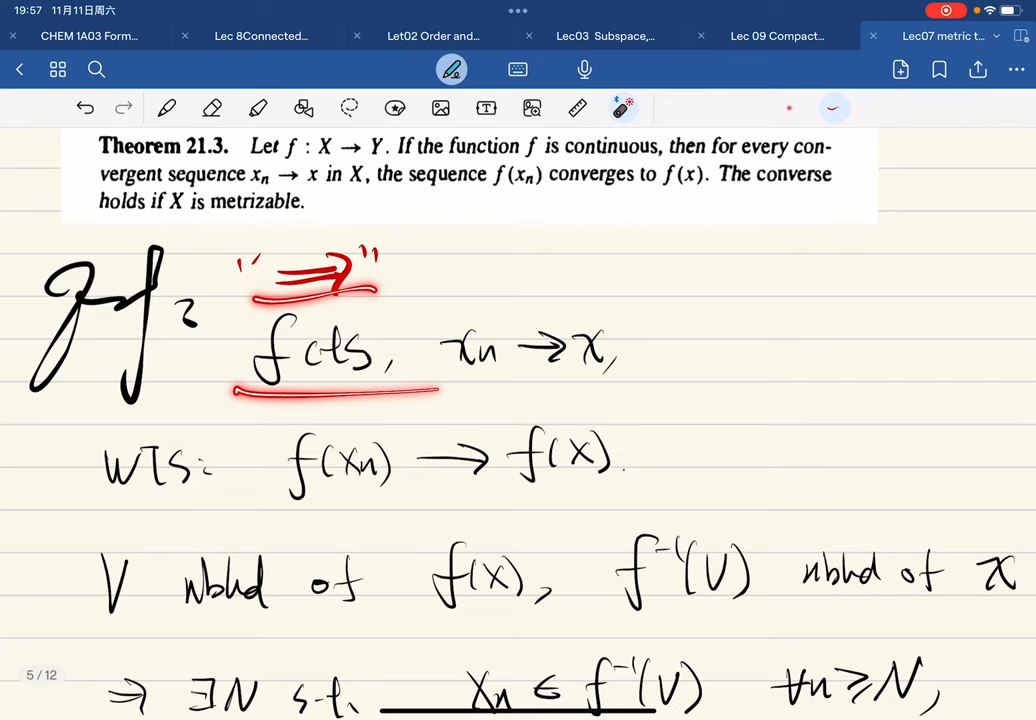 19:57 11月11日周六
CHEM 1A03 Form... Lec 8Connected... Let02 Order and... Lec03 Subspace,... Lec 09 Compact... Lec07 metric t...
Theorem 21.3. Let f : X → Y. If the function f is continuous, then for every con-
vergent sequence xₙ → x in X, the sequence f(xₙ) converges to f(x). The converse
holds if X is metrizable.
"⇒"
f cts, xn → x,
WTS: f(xn) → f(x).
V nbhd of f(x), f⁻¹(V) nbhd of x
5 / 12
⇒ ∃N s.t. xn ∈ f⁻¹(V) ∀n ≥ N,